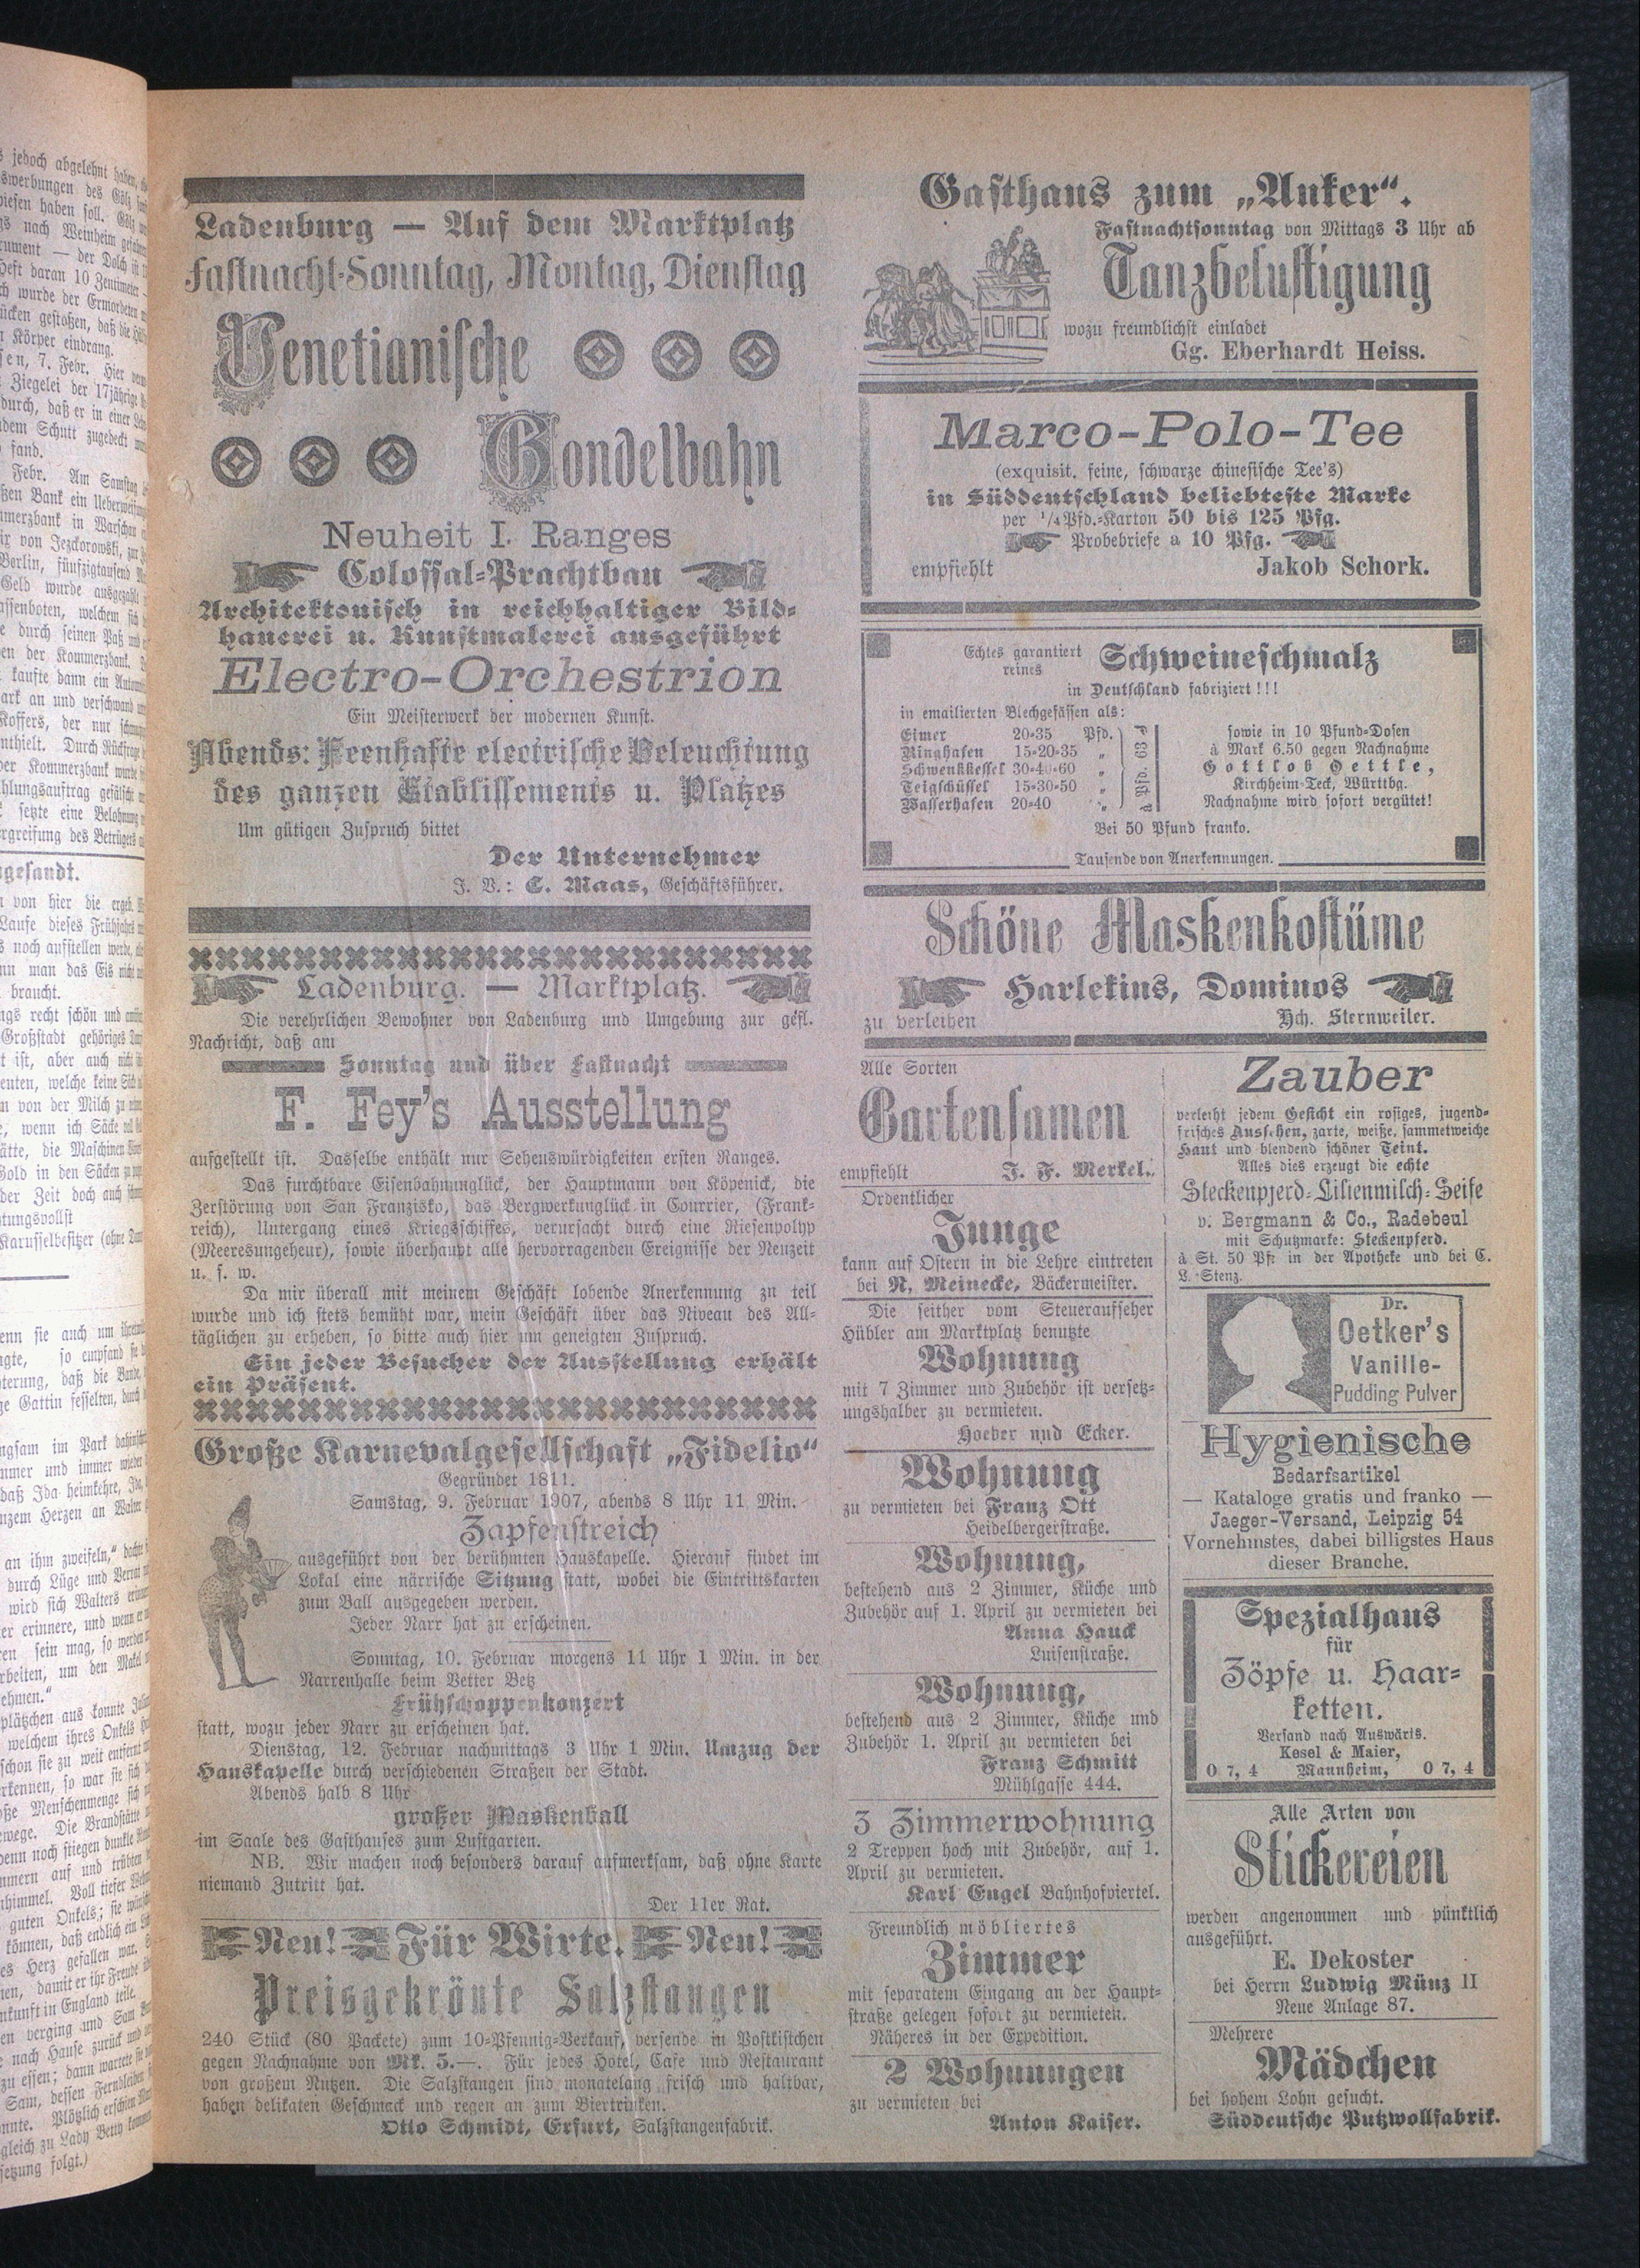 Ladenburg — Auf dem Marktplatz
Fastnacht-Sonntag, Montag, Dienstag
Venetianische
Gondelbahn
Neuheit I. Ranges
Colossal-Prachtbau
Architektonisch in reichhaltiger Bild-
hauerei u. Kunstmalerei ausgeführt
Electro-Orchestrion
Ein Meisterwerk der modernen Kunst.
Abends: Feenhafte electrische Beleuchtung
des ganzen Etablissements u. Platzes
Um gütigen Zuspruch bittet
Der Unternehmer
J. V.: C. Maas, Geschäftsführer.
Ladenburg. — Marktplatz.
Die verehrlichen Bewohner von Ladenburg und Umgebung zur gefl.
Nachricht, daß am
Sonntag und über Fastnacht
F. Fey's Ausstellung
aufgestellt ist. Dasselbe enthält nur Sehenswürdigkeiten ersten Ranges.
Das furchtbare Eisenbahnunglück, der Hauptmann von Köpenick, die
Zerstörung von San Franzisko, das Bergwerkunglück in Courrier, (Frank-
reich), Untergang eines Kriegsschiffes, verursacht durch eine Riesenpolyp
(Meeresungeheur), sowie überhaupt alle hervorragenden Ereignisse der Neuzeit
u. s. w.
Da mir überall mit meinem Geschäft lobende Anerkennung zu teil
wurde und ich stets bemüht war, mein Geschäft über das Niveau des All-
täglichen zu erheben, so bitte auch hier um geneigten Zuspruch.
Ein jeder Besucher der Ausstellung erhält
ein Präsent.
Große Karnevalgesellschaft „Fidelio“
Gegründet 1811.
Samstag, 9. Februar 1907, abends 8 Uhr 11 Min.
Zapfenstreich
ausgeführt von der berühmten Hauskapelle. Hierauf findet im
Lokal eine närrische Sitzung statt, wobei die Eintrittskarten
zum Ball ausgegeben werden.
Jeder Narr hat zu erscheinen.
Sonntag, 10. Februar morgens 11 Uhr 1 Min. in der
Narrenhalle beim Vetter Betz
Frühschoppenkonzert
statt, wozu jeder Narr zu erscheinen hat.
Dienstag, 12. Februar nachmittags 3 Uhr 1 Min. Umzug der
Hauskapelle durch verschiedenen Straßen der Stadt.
Abends halb 8 Uhr
großer Maskenball
im Saale des Gasthauses zum Lustgarten.
NB. Wir machen noch besonders darauf aufmerksam, daß ohne Karte
niemand Zutritt hat.
Der 11er Rat.
Neu! Für Wirte. Neu!
Preisgekrönte Salzstangen
240 Stück (80 Packete) zum 10-Pfennig-Verkauf, versende in Postkistchen
gegen Nachnahme von Mk. 5.—. Für jedes Hotel, Cafe und Restaurant
von großem Nutzen. Die Salzstangen sind monatelang frisch und haltbar,
haben delikaten Geschmack und regen an zum Biertrinken.
Otto Schmidt, Erfurt, Salzstangenfabrik.
Gasthaus zum „Anker“.
Fastnachtsonntag von Mittags 3 Uhr ab
Tanzbelustigung
wozu freundlichst einladet
Gg. Eberhardt Heiss.
Marco-Polo-Tee
(exquisit. feine, schwarze chinesische Tee's)
in Süddeutschland beliebteste Marke
per 1/4 Pfd.-Karton 50 bis 125 Pfg.
Probebriefe a 10 Pfg.
empfiehlt Jakob Schork.
Echtes garantiert
reines Schweineschmalz
in Deutschland fabriziert!!!
in emailierten Blechgefässen als:
Eimer 20-35 Pfd.
Ringhafen 15-20-35 „
Schwenkkessel 30-40-60 „
Teigschüssel 15-30-50 „
Wasserhafen 20-40 „
à Pfd. 63 ₰
sowie in 10 Pfund-Dosen
à Mark 6.50 gegen Nachnahme
Gottlob Oettle,
Kirchheim-Teck, Württbg.
Nachnahme wird sofort vergütet!
Bei 50 Pfund franko.
Tausende von Anerkennungen.
Schöne Maskenkostüme
Harlekins, Dominos
zu verleihen Hch. Sternweiler.
Alle Sorten
Gartensamen
empfiehlt J. F. Merkel.
Ordentlicher
Junge
kann auf Ostern in die Lehre eintreten
bei N. Meinecke, Bäckermeister.
Die seither vom Steueraufseher
Hübler am Marktplatz benutzte
Wohnung
mit 7 Zimmer und Zubehör ist versetz-
ungshalber zu vermieten.
Hoeber und Ecker.
Wohnung
zu vermieten bei Franz Ott
Heidelbergerstraße.
Wohnung,
bestehend aus 2 Zimmer, Küche und
Zubehör auf 1. April zu vermieten bei
Anna Hauck
Luisenstraße.
Wohnung,
bestehend aus 2 Zimmer, Küche und
Zubehör 1. April zu vermieten bei
Franz Schmitt
Mühlgasse 444.
3 Zimmerwohnung
2 Treppen hoch mit Zubehör, auf 1.
April zu vermieten.
Karl Engel Bahnhofviertel.
Freundlich möbliertes
Zimmer
mit separatem Eingang an der Haupt-
straße gelegen sofort zu vermieten.
Näheres in der Expedition.
2 Wohnungen
zu vermieten bei
Anton Kaiser.
Zauber
verleiht jedem Gesicht ein rosiges, jugend-
frisches Aussehen, zarte, weiße, sammetweiche
Haut und blendend schöner Teint.
Alles dies erzeugt die echte
Steckenpferd-Lilienmilch-Seife
v. Bergmann & Co., Radebeul
mit Schutzmarke: Steckenpferd.
à St. 50 Pf: in der Apotheke und bei C.
L. Stenz.
Dr.
Oetker's
Vanille-
Pudding Pulver
Hygienische
Bedarfsartikel
— Kataloge gratis und franko —
Jaeger-Versand, Leipzig 54
Vornehmstes, dabei billigstes Haus
dieser Branche.
Spezialhaus
für
Zöpfe u. Haar-
ketten.
Versand nach Auswärts.
Kesel & Maier,
O 7, 4 Mannheim, O 7, 4
Alle Arten von
Stickereien
werden angenommen und pünktlich
ausgeführt.
E. Dekoster
bei Herrn Ludwig Münz II
Neue Anlage 87.
Mehrere
Mädchen
bei hohem Lohn gesucht.
Süddeutsche Putzwollfabrik.